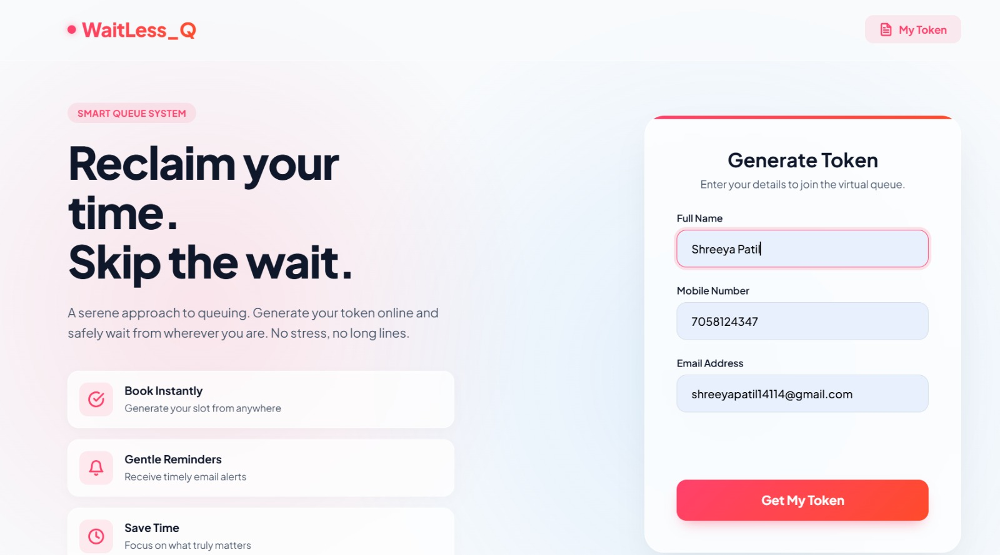 WaitLess_Q
My Token
SMART QUEUE SYSTEM
Reclaim your
time.
Skip the wait.
A serene approach to queuing. Generate your token online and
safely wait from wherever you are. No stress, no long lines.
Book Instantly
Generate your slot from anywhere
Gentle Reminders
Receive timely email alerts
Save Time
Focus on what truly matters
Generate Token
Enter your details to join the virtual queue.
Full Name
Shreeya Patil
Mobile Number
7058124347
Email Address
shreeyapatil14114@gmail.com
Get My Token